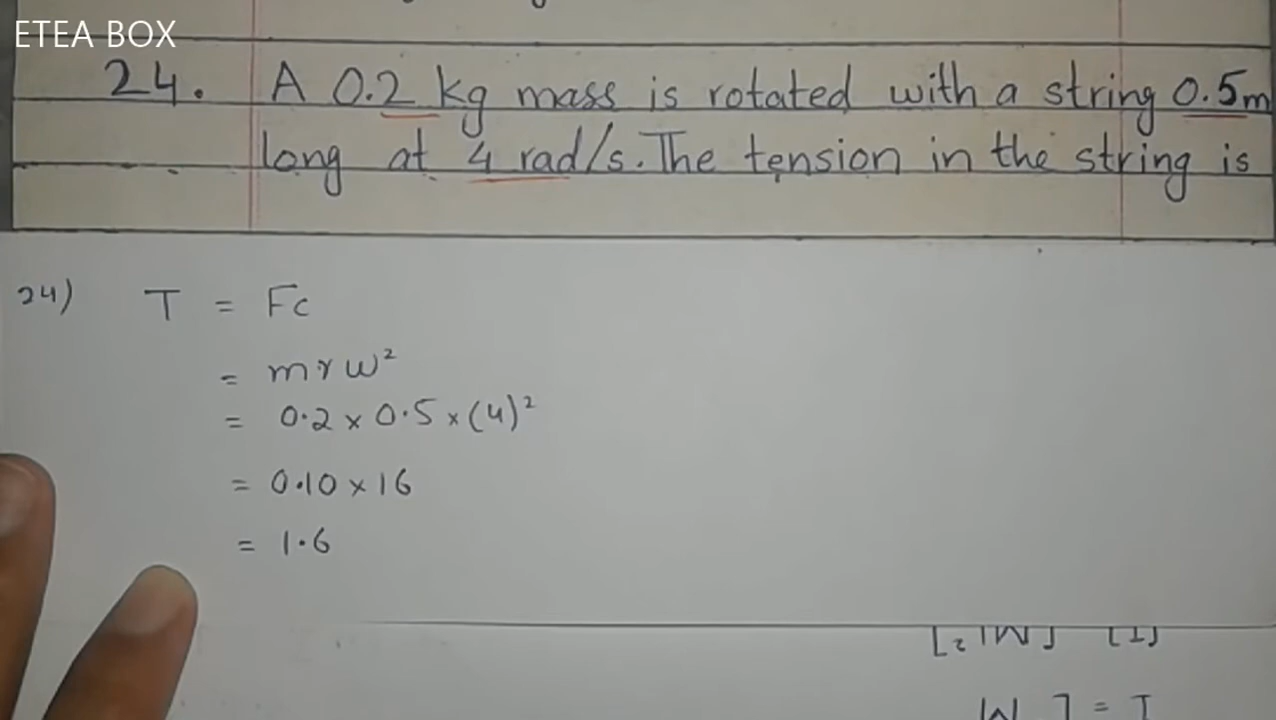 ETEA BOX
24. A 0.2 kg mass is rotated with a string 0.5m
long at 4 rad/s. The tension in the string is
24) T = Fc
= mrω²
= 0.2 × 0.5 × (4)²
= 0.10 × 16
= 1.6